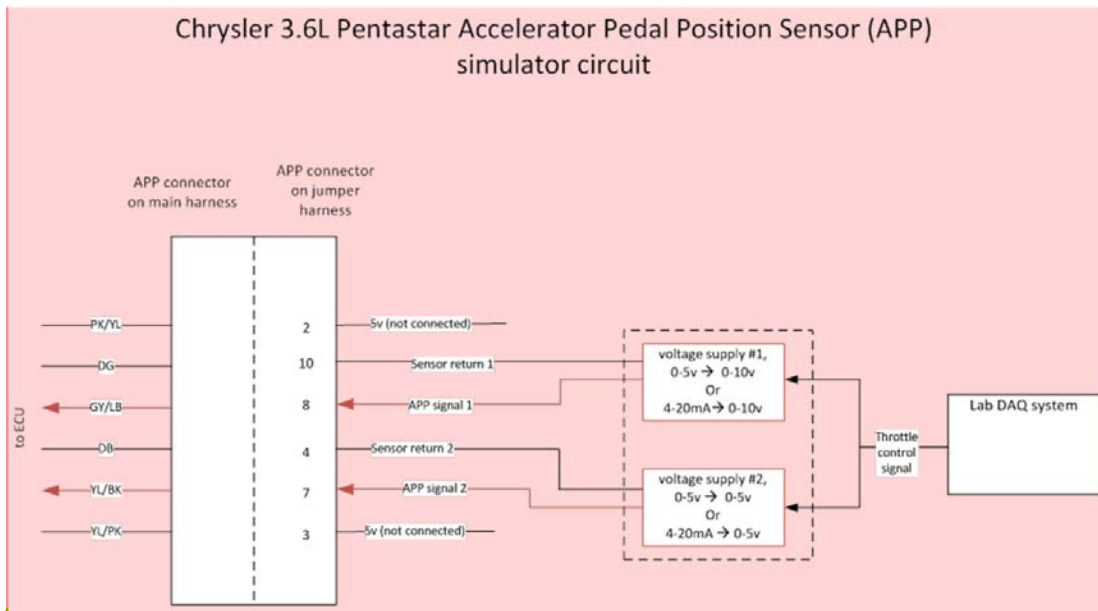 Chrysler 3.6L Pentastar Accelerator Pedal Position Sensor (APP)
simulator circuit
APP connector
on main harness
APP connector
on jumper
harness
to ECU
PK/YL
DG
GY/LB
DB
YL/BK
YL/PK
2
10
8
4
7
3
5v (not connected)
Sensor return 1
APP signal 1
Sensor return 2
APP signal 2
5v (not connected)
voltage supply #1,
0-5v → 0-10v
Or
4-20mA → 0-10v
voltage supply #2,
0-5v → 0-5v
Or
4-20mA → 0-5v
Throttle
control
signal
Lab DAQ system